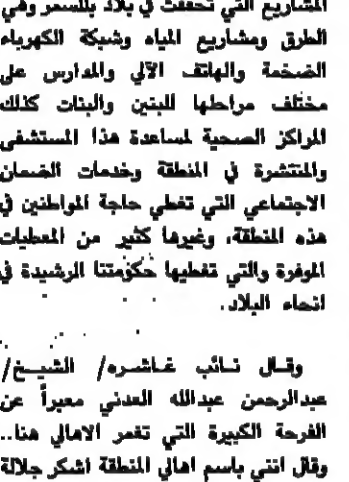 المشاريع التي تحققت في بلاد بللسمر وهي
الطرق ومشاريع المياه وشبكة الكهرباء
الضخمة والهاتف الآلي والمدارس على
مختلف مراحلها للبنين والبنات كذلك
المراكز الصحية لمساعدة هذا المستشفى
والمنتشرة في المنطقة وخدمات الضمان
الاجتماعي التي تغطي حاجة المواطنين في
هذه المنطقة، وغيرها كثير من المعطيات
الموفرة والتي تغطيها حكومتنا الرشيدة في
انحاء البلاد.
وقال نائب غاشره/ الشيخ/
عبدالرحمن عبدالله العدني معبراً عن
الفرحة الكبيرة التي تغمر الاهالي هنا..
وقال انني باسم اهالي المنطقة اشكر جلالة